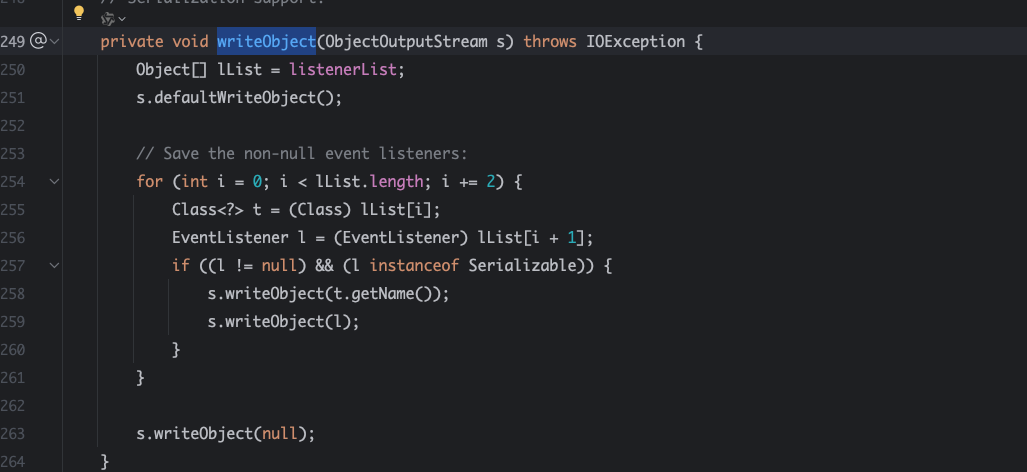 248 // Serialization support.
249 @ private void writeObject(ObjectOutputStream s) throws IOException {
250 Object[] lList = listenerList;
251 s.defaultWriteObject();
252
253 // Save the non-null event listeners:
254 for (int i = 0; i < lList.length; i += 2) {
255 Class<?> t = (Class) lList[i];
256 EventListener l = (EventListener) lList[i + 1];
257 if ((l != null) && (l instanceof Serializable)) {
258 s.writeObject(t.getName());
259 s.writeObject(l);
260 }
261 }
262
263 s.writeObject(null);
264 }